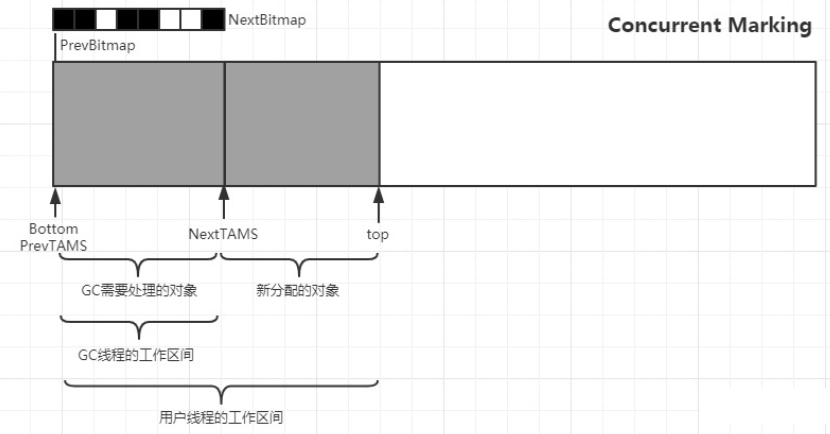 NextBitmap
Concurrent Marking
PrevBitmap
Bottom
PrevTAMS
NextTAMS
top
GC需要处理的对象
新分配的对象
GC线程的工作区间
用户线程的工作区间